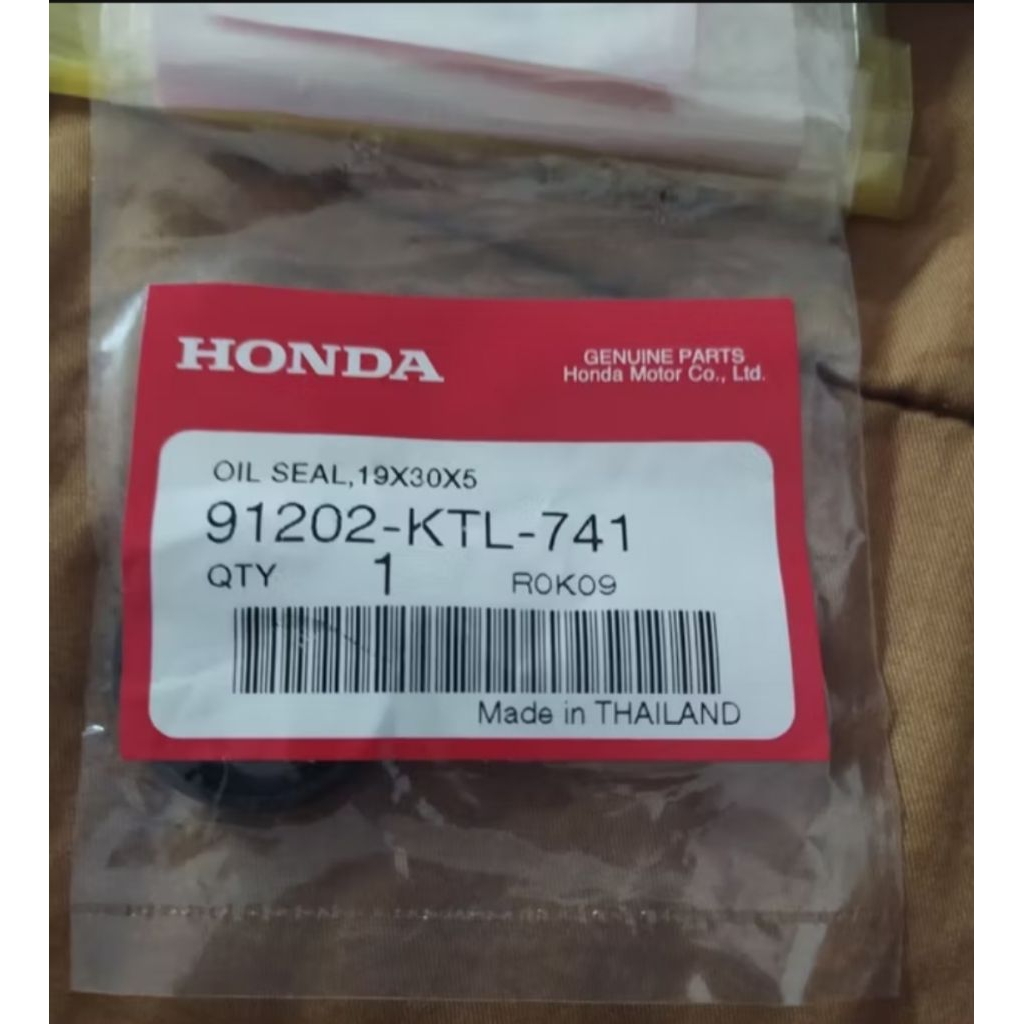 HONDA
GENUINE PARTS
Honda Motor Co., Ltd.
OIL SEAL,19X30X5
91202-KTL-741
QTY 1 R0K09
Made in THAILAND